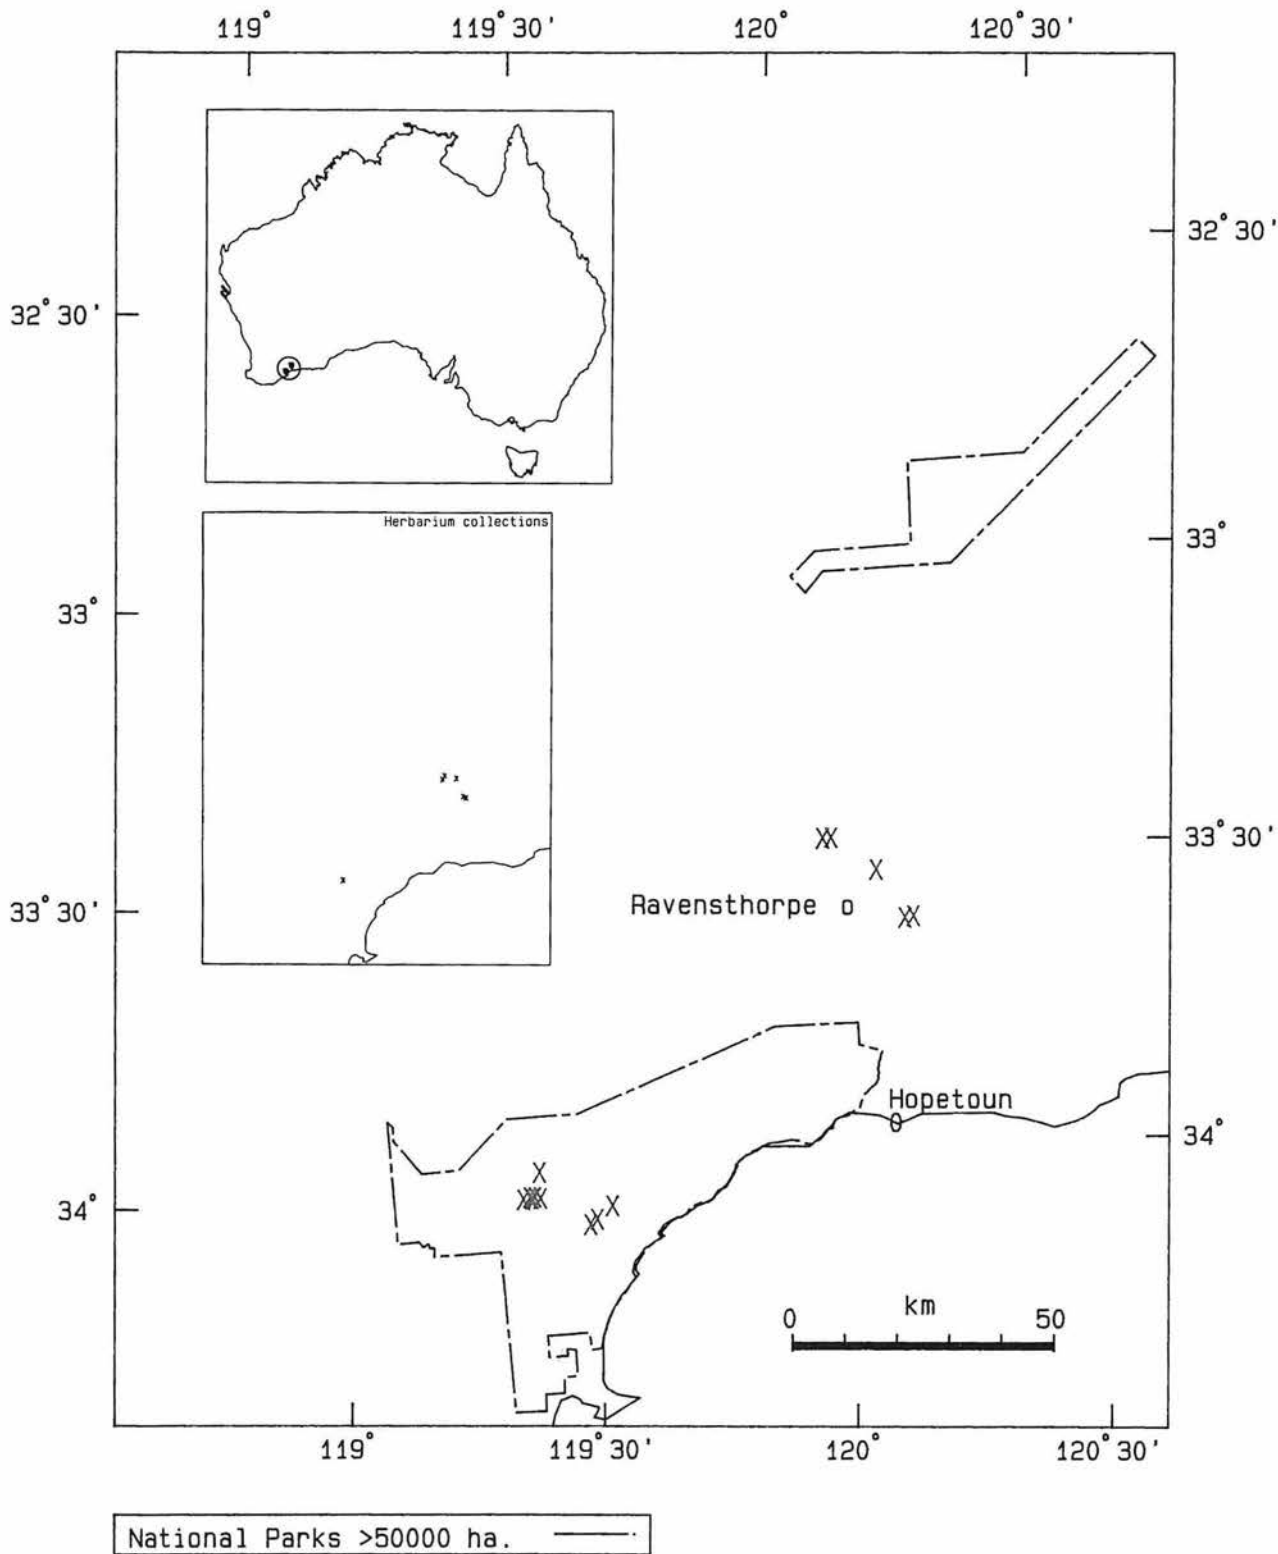 119° 119°30' 120° 120°30'
32°30'
32°30'
Herbarium collections
33°
33°
33°30'
Ravensthorpe
33°30'
Hopetoun
34°
34°
km
0 50
119° 119°30' 120° 120°30'
National Parks >50000 ha.